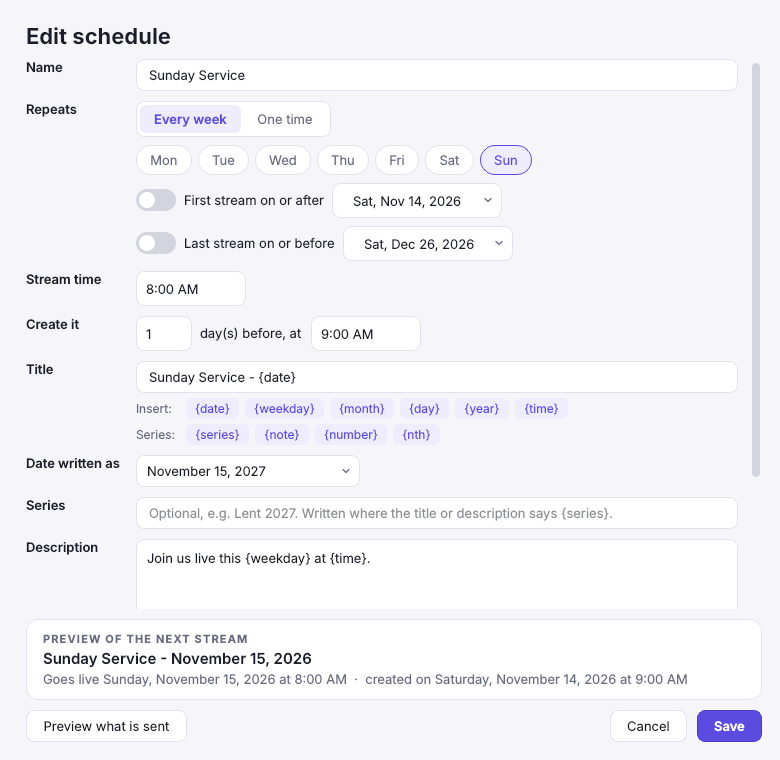 Edit schedule
Name
Sunday Service
Repeats
Every week One time
Mon Tue Wed Thu Fri Sat Sun
First stream on or after Sat, Nov 14, 2026
Last stream on or before Sat, Dec 26, 2026
Stream time
8:00 AM
Create it
1 day(s) before, at 9:00 AM
Title
Sunday Service - {date}
Insert: {date} {weekday} {month} {day} {year} {time}
Series: {series} {note} {number} {nth}
Date written as
November 15, 2027
Series
Optional, e.g. Lent 2027. Written where the title or description says {series}.
Description
Join us live this {weekday} at {time}.
PREVIEW OF THE NEXT STREAM
Sunday Service - November 15, 2026
Goes live Sunday, November 15, 2026 at 8:00 AM · created on Saturday, November 14, 2026 at 9:00 AM
Preview what is sent Cancel Save